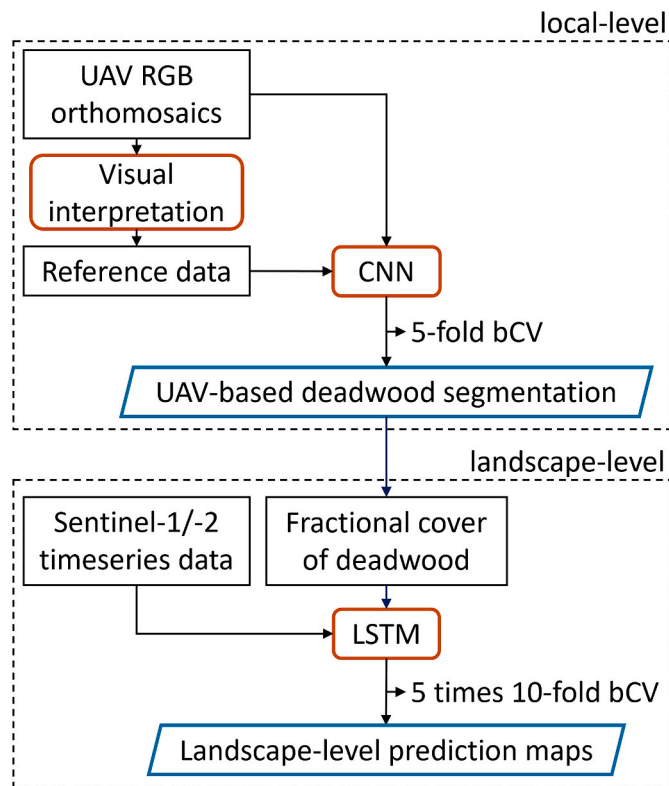 local-level
UAV RGB
orthomosaics
Visual
interpretation
Reference data
CNN
5-fold bCV
UAV-based deadwood segmentation
landscape-level
Sentinel-1/-2
timeseries data
Fractional cover
of deadwood
LSTM
5 times 10-fold bCV
Landscape-level prediction maps